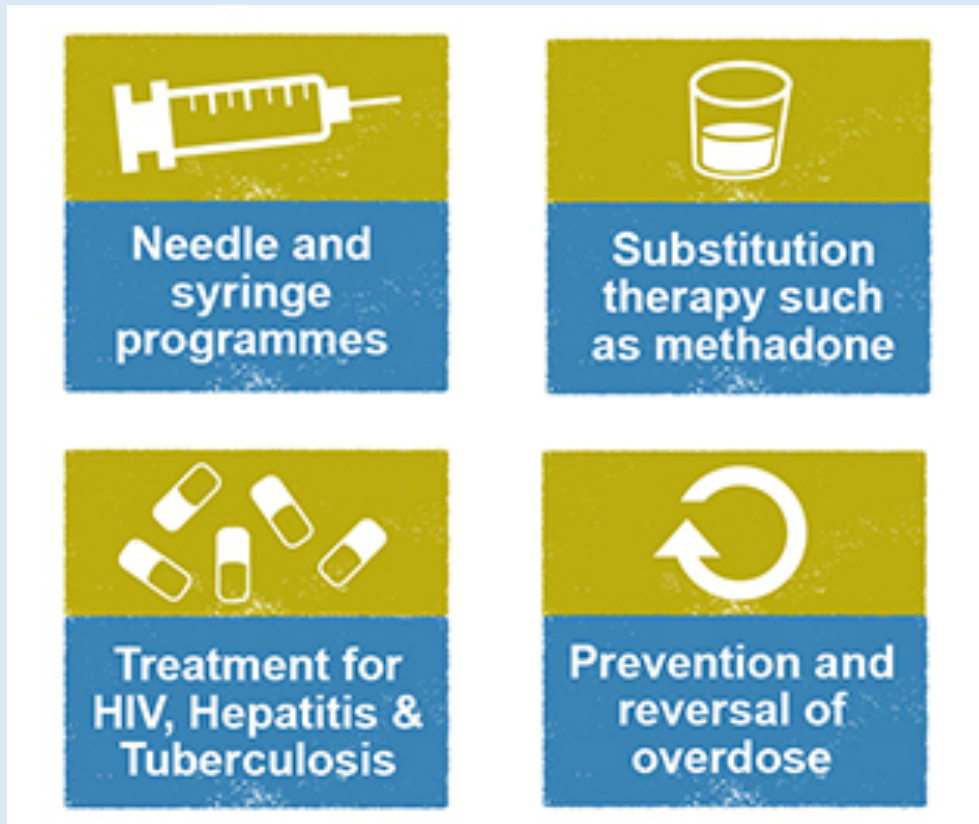 Needle and
syringe
programmes
Substitution
therapy such
as methadone
Treatment for
HIV, Hepatitis &
Tuberculosis
Prevention and
reversal of
overdose